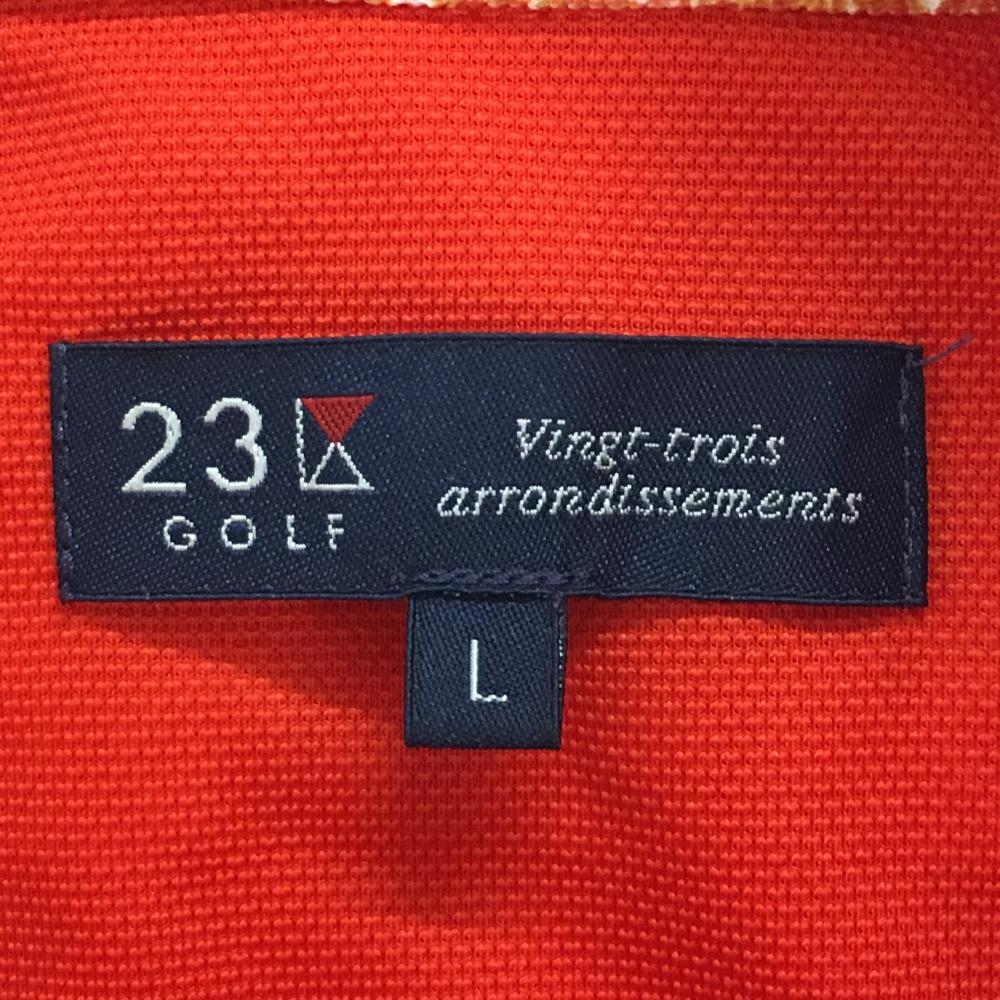 23
GOLF
Vingt-trois
arrondissements
L